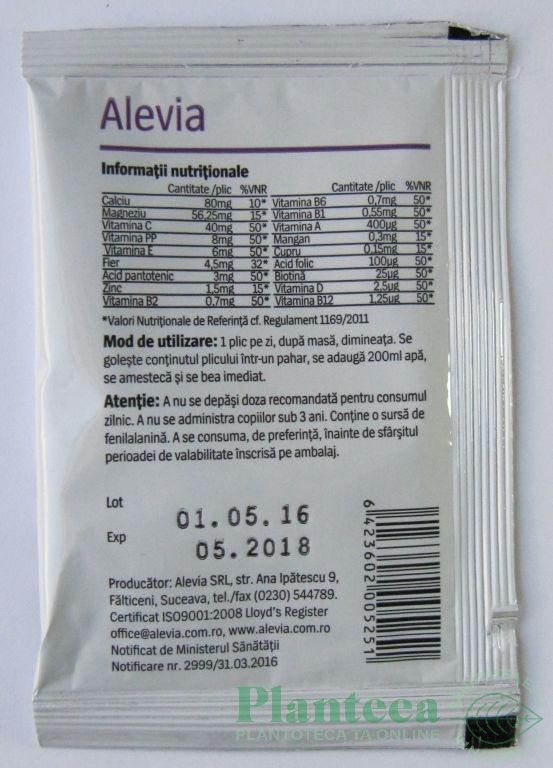 Alevia
Informații nutriționale
Cantitate /plic %VNR
Calciu 80mg 10*
Magneziu 56,25mg 15*
Vitamina C 40mg 50*
Vitamina PP 8mg 50*
Vitamina E 6mg 50*
Fier 4,5mg 32*
Acid pantotenic 3mg 50*
Zinc 1,5mg 15*
Vitamina B2 0,7mg 50*
Cantitate /plic %VNR
Vitamina B6 0,7mg 50*
Vitamina B1 0,55mg 50*
Vitamina A 400µg 50*
Mangan 0,3mg 15*
Cupru 0,15mg 15*
Acid folic 100µg 50*
Biotină 25µg 50*
Vitamina D 2,5µg 50*
Vitamina B12 1,25µg 50*
*Valori Nutriționale de Referință cf. Regulament 1169/2011
Mod de utilizare: 1 plic pe zi, după masă, dimineața. Se
golește conținutul plicului într-un pahar, se adaugă 200ml apă,
se amestecă și se bea imediat.
Atenție: A nu se depăși doza recomandată pentru consumul
zilnic. A nu se administra copiilor sub 3 ani. Conține o sursă de
fenilalanină. A se consuma, de preferință, înainte de sfârșitul
perioadei de valabilitate înscrisă pe ambalaj.
Lot 01.05.16
Exp 05.2018
6423602005251
Producător: Alevia SRL, str. Ana Ipătescu 9,
Fălticeni, Suceava, tel./fax (0230) 544789.
Certificat ISO9001:2008 Lloyd's Register
office@alevia.com.ro, www.alevia.com.ro
Notificat de Ministerul Sănătății
Notificare nr. 2999/31.03.2016
Planteea
PLANTOTECA TA ONLINE